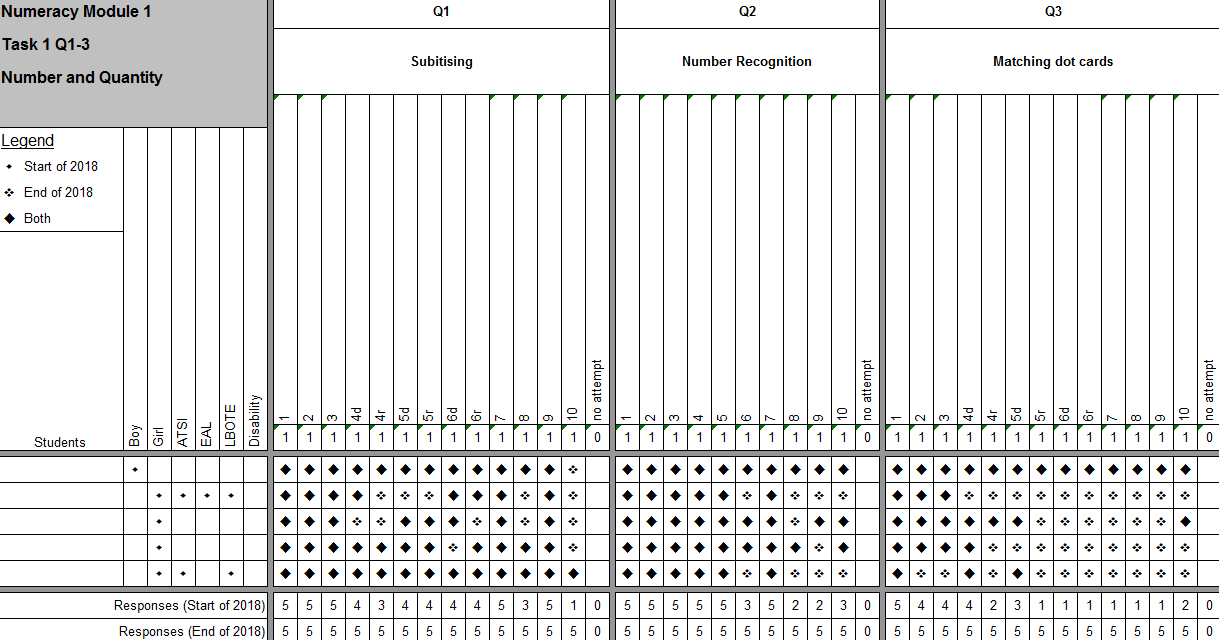 Numeracy Module 1
Task 1 Q1-3
Number and Quantity
Q1 Q2 Q3
Subitising Number Recognition Matching dot cards
Legend
Start of 2018
End of 2018
Both
Students Boy Girl ATSI EAL LBOTE Disability 1 2 3 4d 4r 5d 5r 6d 6r 7 8 9 10 no attempt 1 2 3 4 5 6 7 8 9 10 no attempt 1 2 3 4d 4r 5d 5r 6d 6r 7 8 9 10 no attempt
1 1 1 1 1 1 1 1 1 1 1 1 1 0 1 1 1 1 1 1 1 1 1 1 0 1 1 1 1 1 1 1 1 1 1 1 1 1 0
Responses (Start of 2018) 5 5 5 4 3 4 4 4 4 5 3 5 1 0 5 5 5 5 5 3 5 2 2 3 0 5 4 4 4 2 3 1 1 1 1 1 1 2 0
Responses (End of 2018) 5 5 5 5 5 5 5 5 5 5 5 5 5 0 5 5 5 5 5 5 5 5 5 5 0 5 5 5 5 5 5 5 5 5 5 5 5 5 0